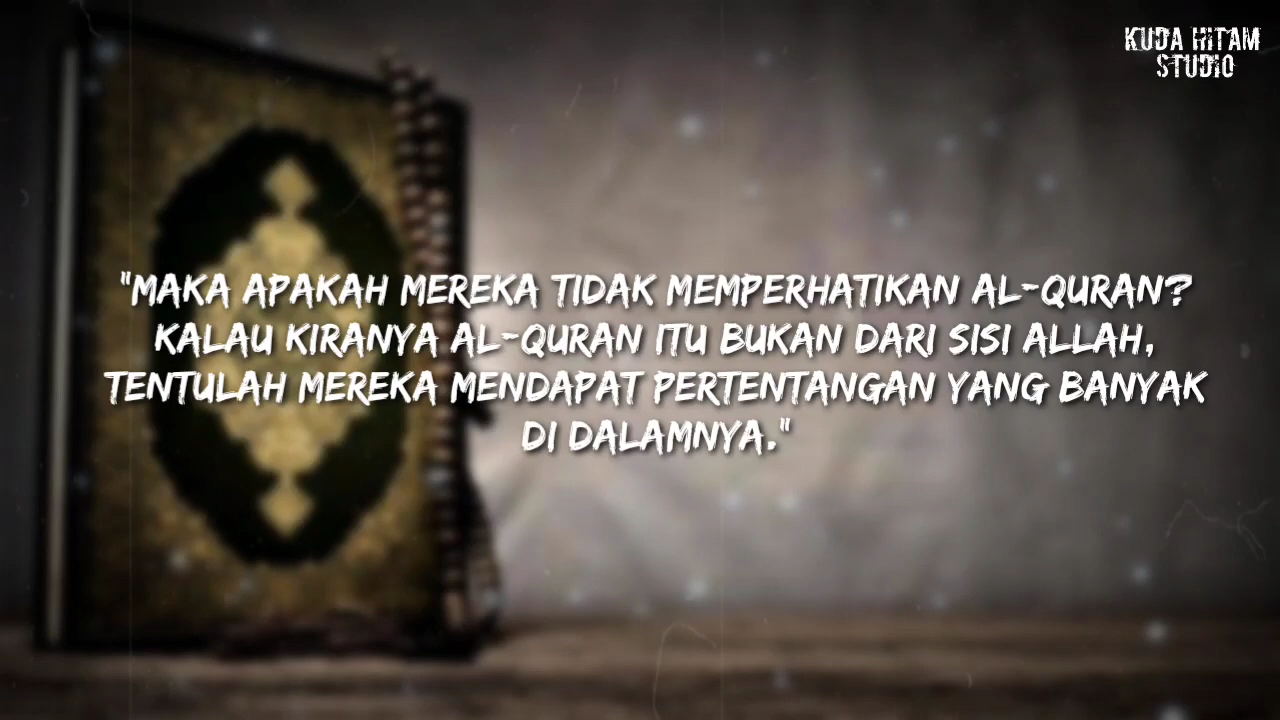 KUDA HITAM
STUDIO
"MAKA APAKAH MEREKA TIDAK MEMPERHATIKAN AL-QURAN?
KALAU KIRANYA AL-QURAN ITU BUKAN DARI SISI ALLAH,
TENTULAH MEREKA MENDAPAT PERTENTANGAN YANG BANYAK
DI DALAMNYA."